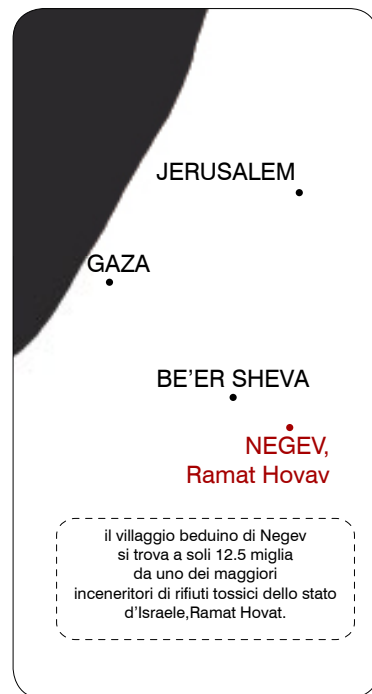 JERUSALEM
GAZA
BE'ER SHEVA
NEGEV,
Ramat Hovav
il villaggio beduino di Negev
si trova a soli 12.5 miglia
da uno dei maggiori
inceneritori di rifiuti tossici dello stato
d'Israele,Ramat Hovat.